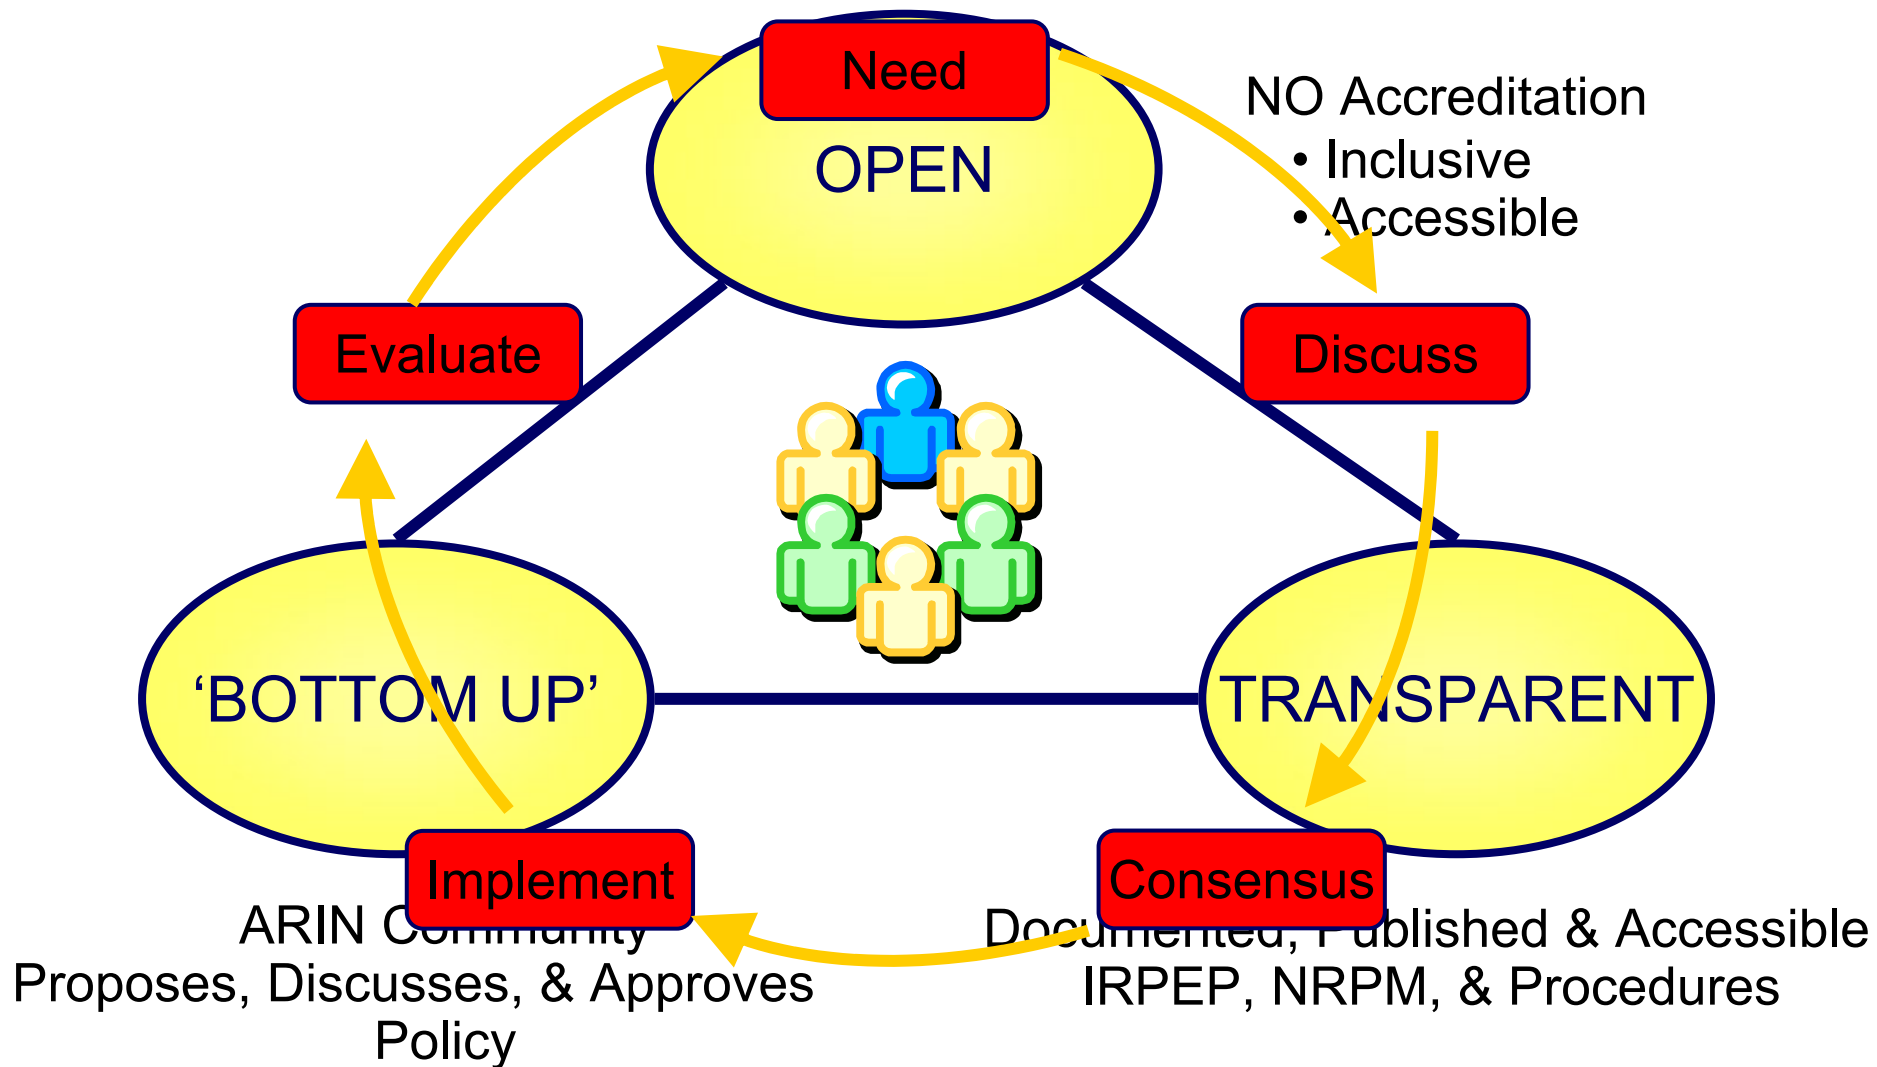 Need
OPEN
NO Accreditation
• Inclusive
• Accessible
Evaluate
Discuss
‘BOTTOM UP’
TRANSPARENT
Implement
Consensus
ARIN Community
Proposes, Discusses, & Approves
Policy
Documented, Published & Accessible
IRPEP, NRPM, & Procedures